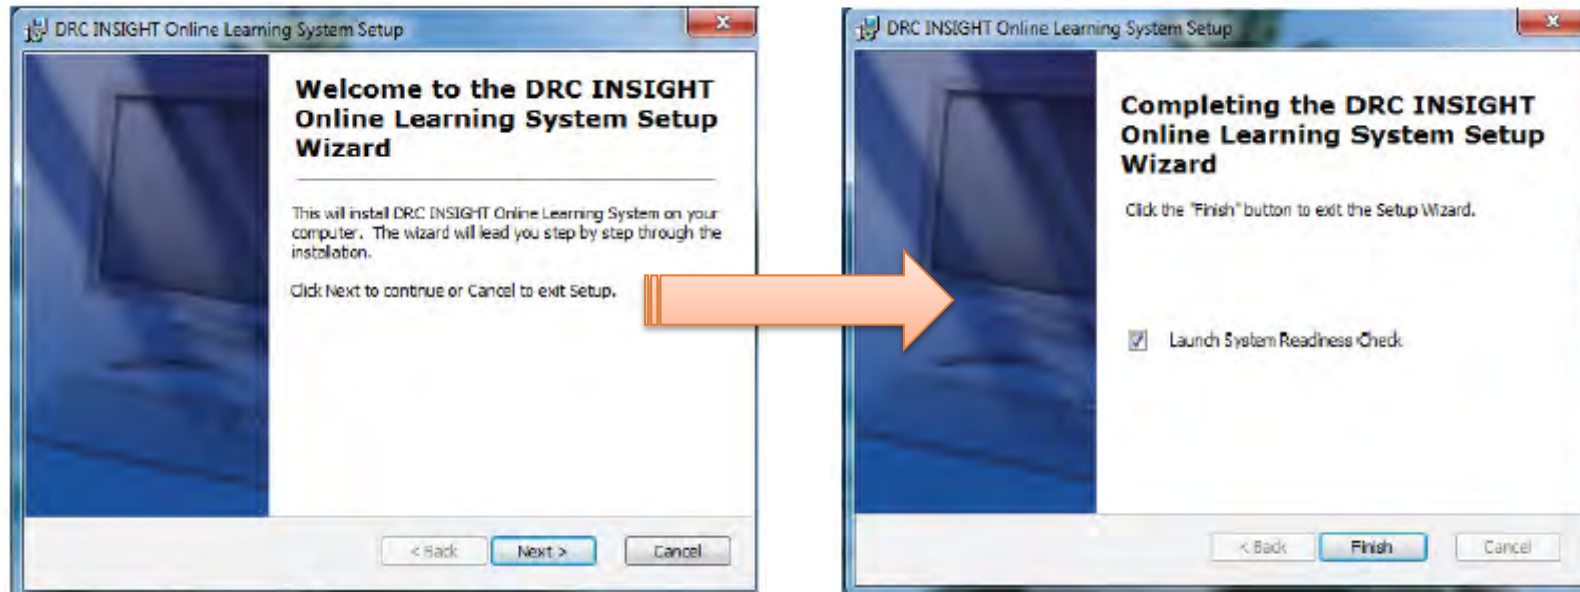 DRC INSIGHT Online Learning System Setup
Welcome to the DRC INSIGHT
Online Learning System Setup
Wizard
This will install DRC INSIGHT Online Learning System on your
computer. The wizard will lead you step by step through the
installation.
Click Next to continue or Cancel to exit Setup.
< Back
Next >
Cancel
DRC INSIGHT Online Learning System Setup
Completing the DRC INSIGHT
Online Learning System Setup
Wizard
Click the "Finish" button to exit the Setup Wizard.
Launch System Readiness Check
< Back
Finish
Cancel